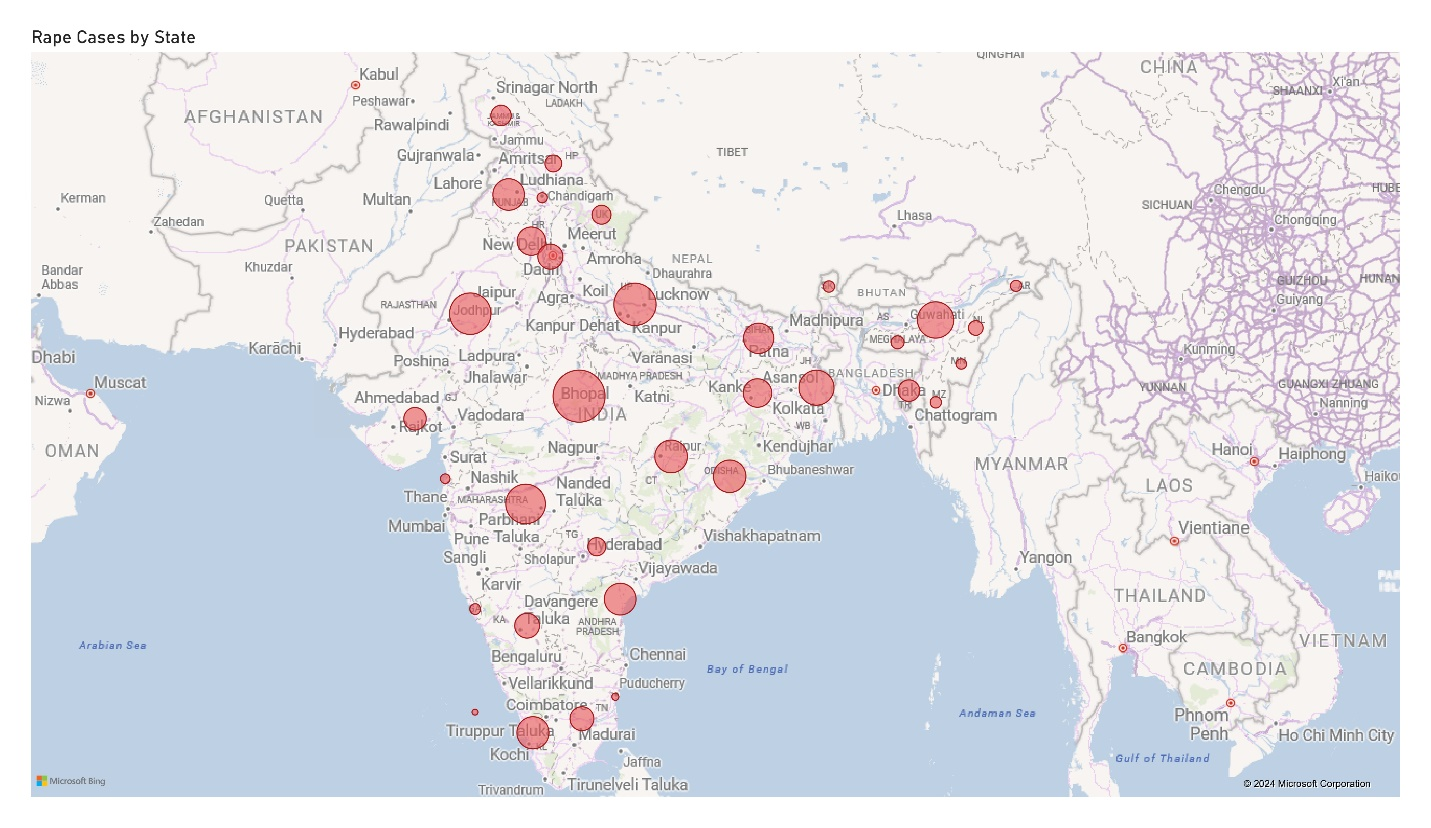 Rape Cases by State
QINGHAI
CHINA
Kabul
Xi'an
Srinagar North
SHAANXI
Peshawar
LADAKH
AFGHANISTAN
JAMMU &
KASHMIR
Rawalpindi
Jammu
TIBET
Gujranwala
Amritsar
HP
Lahore
Ludhiana
Chengdu
HUBE
Kerman
Quetta
Multan
PUNJAB
Chandigarh
SICHUAN
Zahedan
UK
Lhasa
Chongqing
HR
PAKISTAN
New Delhi
Meerut
Bandar
Abbas
Khuzdar
Dadri
Amroha
NEPAL
Dhaurahra
GUIZHOU
HUNAN
Jaipur
Koil
UP
Lucknow
SK
BHUTAN
AR
Guiyang
RAJASTHAN
Jodhpur
Agra
AS
Guwahati
NL
Hyderabad
Kanpur Dehat
Kanpur
BIHAR
Madhipura
Karāchi
MEGHALAYA
Dhabi
Poshina
Ladpura
Varanasi
Patna
Kunming
MN
Jhalawar
MADHYA PRADESH
JH
Asansol
BANGLADESH
Muscat
YUNNAN
GUANGXI ZHUANG
Nizwa
Ahmedabad
GJ
Bhopal
Katni
Kanke
Dhaka
MZ
Nanning
Rajkot
Vadodara
INDIA
Kolkata
TR
Chattogram
WB
OMAN
Surat
Nagpur
Raipur
Kendujhar
Hanoi
Haiphong
MYANMAR
Nashik
Nanded
Taluka
CT
ODISHA
Bhubaneshwar
Haiko
LAOS
Thane
MAHARASHTRA
Mumbai
Parbhani
Taluka
Pune
TG
Hyderabad
Vishakhapatnam
Vientiane
Sangli
Sholapur
Yangon
Vijayawada
Karvir
THAILAND
Davangere
Taluka
KA
ANDHRA
PRADESH
Arabian Sea
Bangkok
VIETNAM
Bengaluru
Chennai
Bay of Bengal
CAMBODIA
Vellarikkund
Puducherry
Coimbatore
TN
Andaman Sea
Phnom
Penh
Tiruppur Taluka
Madurai
Ho Chi Minh City
Kochi
KL
Jaffna
Gulf of Thailand
Trivandrum
Tirunelveli Taluka
Microsoft Bing
© 2024 Microsoft Corporation